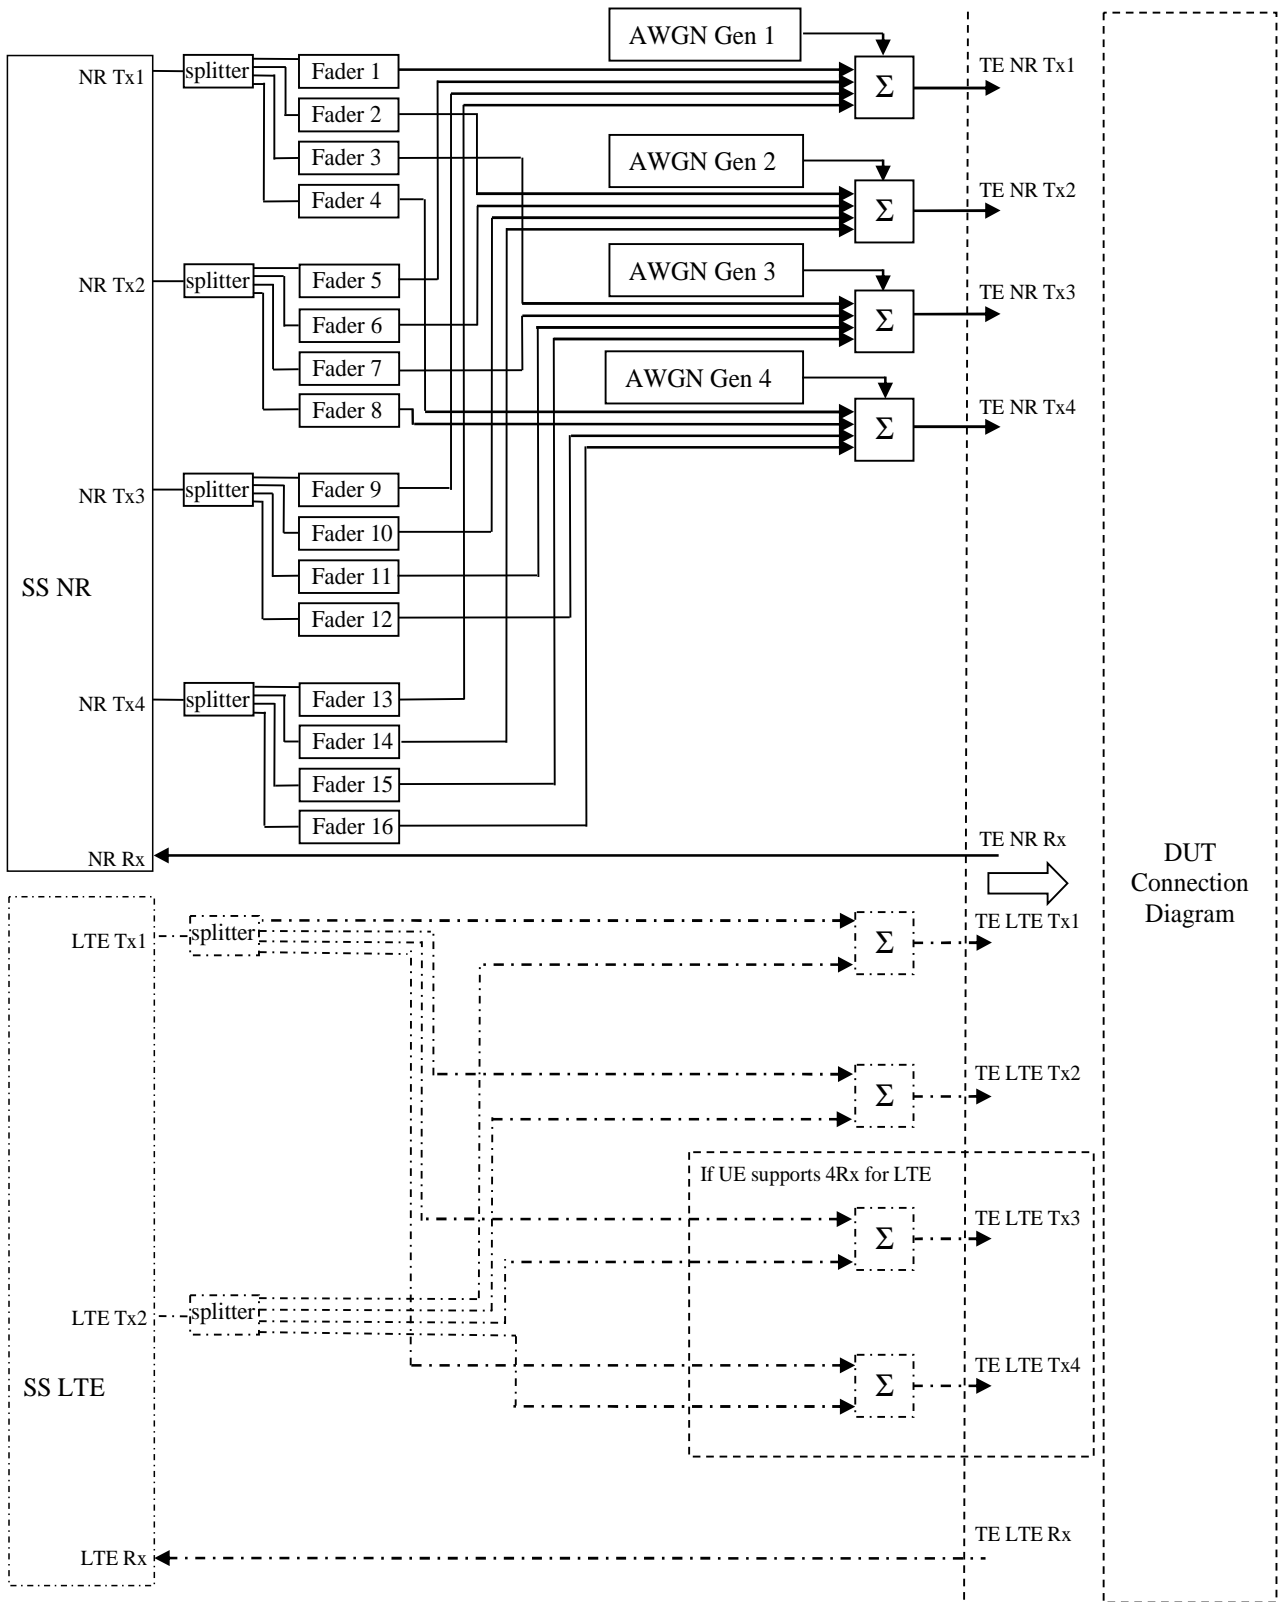 AWGN Gen 1
NR Tx1
splitter
Fader 1
Σ
TE NR Tx1
Fader 2
Fader 3
AWGN Gen 2
Fader 4
Σ
TE NR Tx2
NR Tx2
splitter
Fader 5
AWGN Gen 3
Σ
TE NR Tx3
Fader 6
Fader 7
AWGN Gen 4
Fader 8
Σ
TE NR Tx4
NR Tx3
splitter
Fader 9
Fader 10
Fader 11
SS NR
Fader 12
NR Tx4
splitter
Fader 13
Fader 14
Fader 15
Fader 16
NR Rx
TE NR Rx
DUT
Connection
Diagram
LTE Tx1
splitter
Σ
TE LTE Tx1
Σ
TE LTE Tx2
If UE supports 4Rx for LTE
Σ
TE LTE Tx3
LTE Tx2
splitter
SS LTE
Σ
TE LTE Tx4
LTE Rx
TE LTE Rx